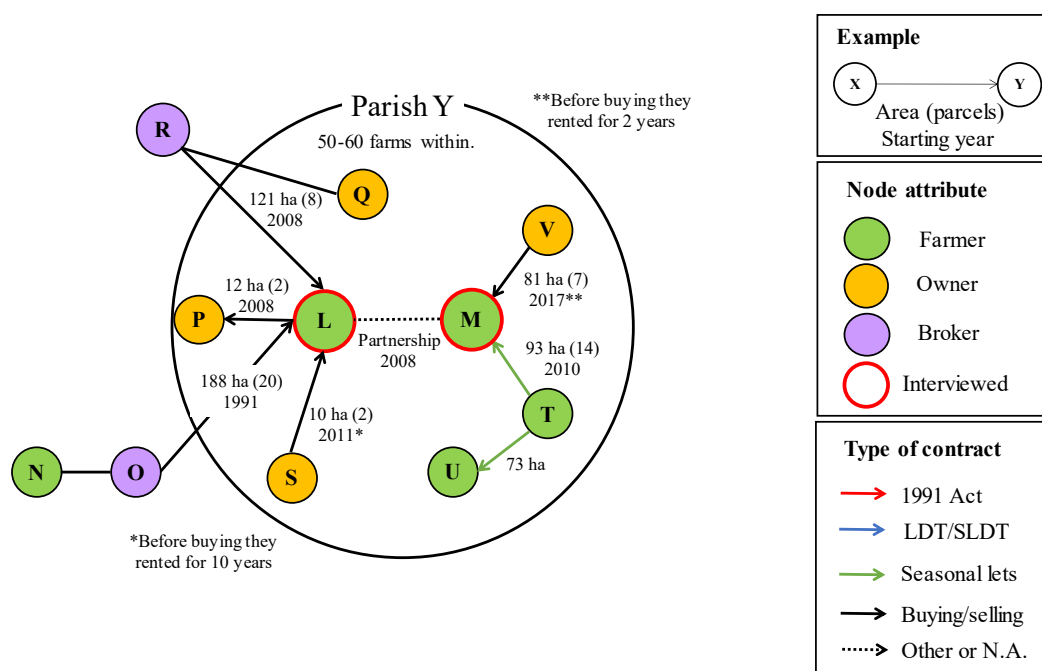 Parish Y
50-60 farms within.
**Before buying they
rented for 2 years
R
Q
121 ha (8)
2008
V
81 ha (7)
2017**
12 ha (2)
2008
P
L
M
Partnership
2008
93 ha (14)
2010
188 ha (20)
1991
10 ha (2)
2011*
T
N
O
S
U
73 ha
*Before buying they
rented for 10 years
Example
X
Y
Area (parcels)
Starting year
Node attribute
Farmer
Owner
Broker
Interviewed
Type of contract
1991 Act
LDT/SLDT
Seasonal lets
Buying/selling
Other or N.A.